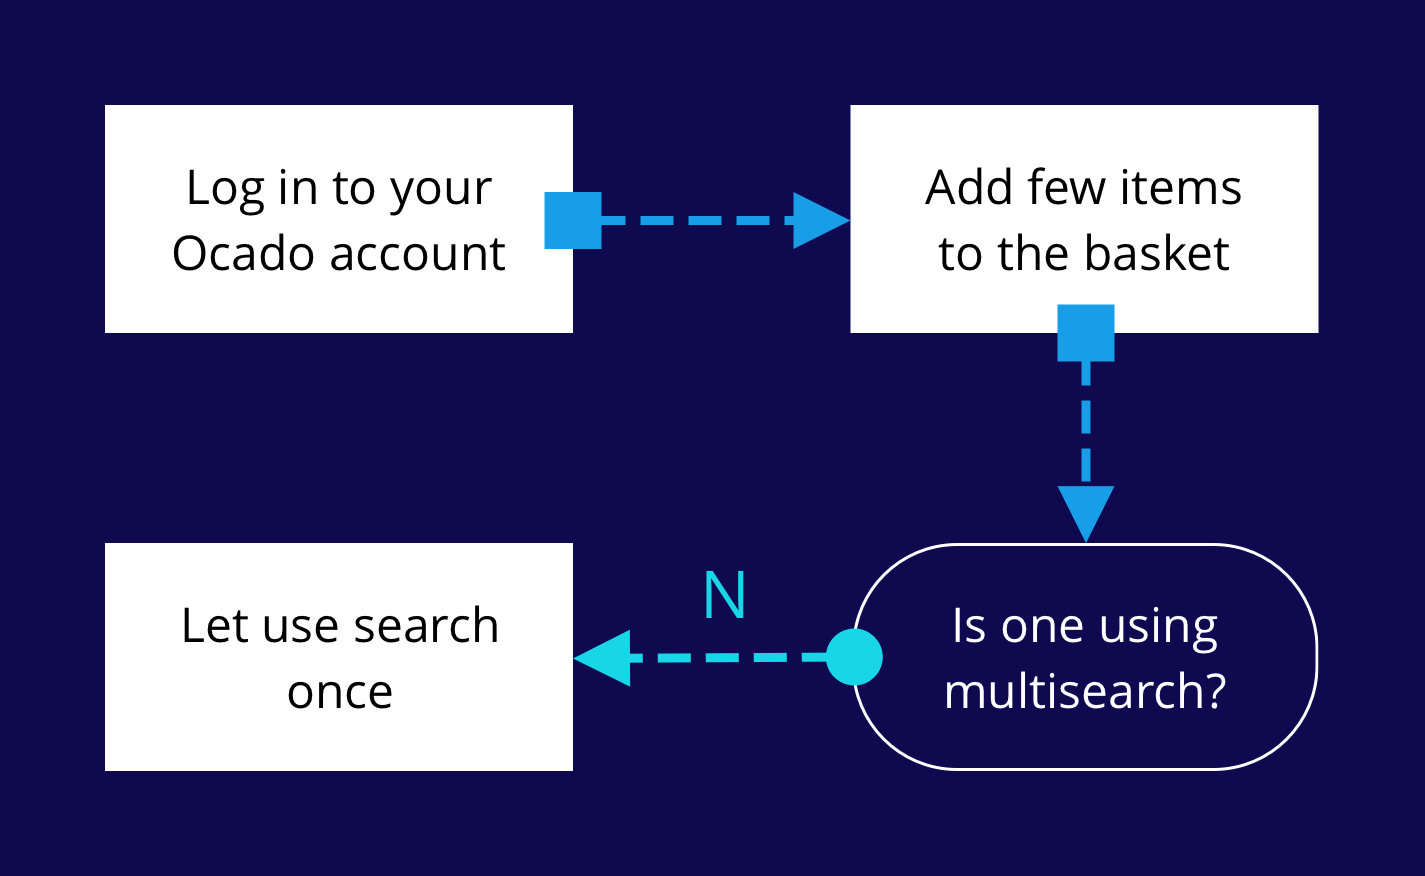 Log in to your
Ocado account
Add few items
to the basket
Is one using
multisearch?
N
Let use search
once